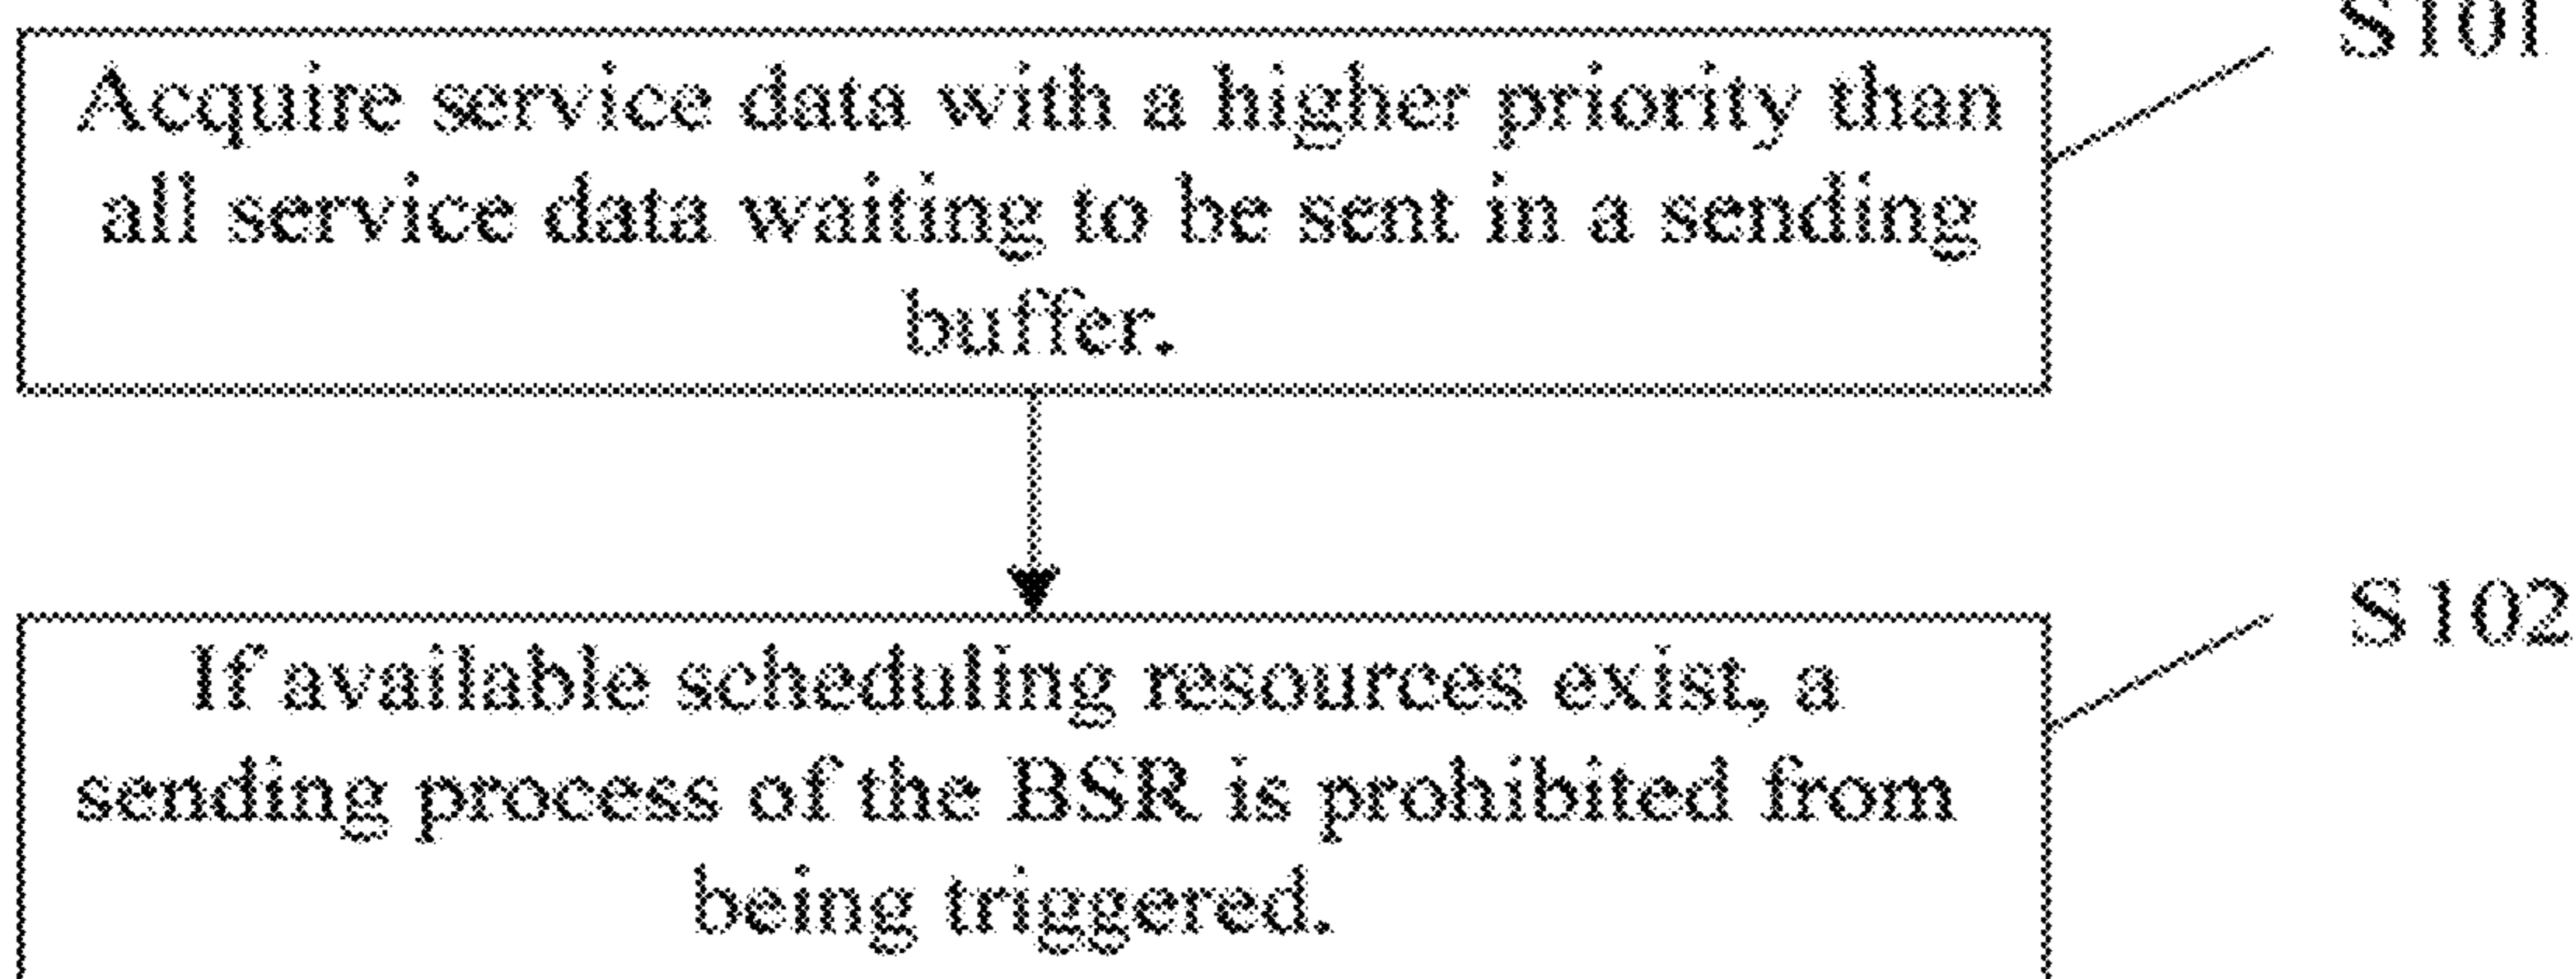 S101
Acquire service data with a higher priority than
all service data waiting to be sent in a sending
buffer.
S102
If available scheduling resources exist, a
sending process of the BSR is prohibited from
being triggered.